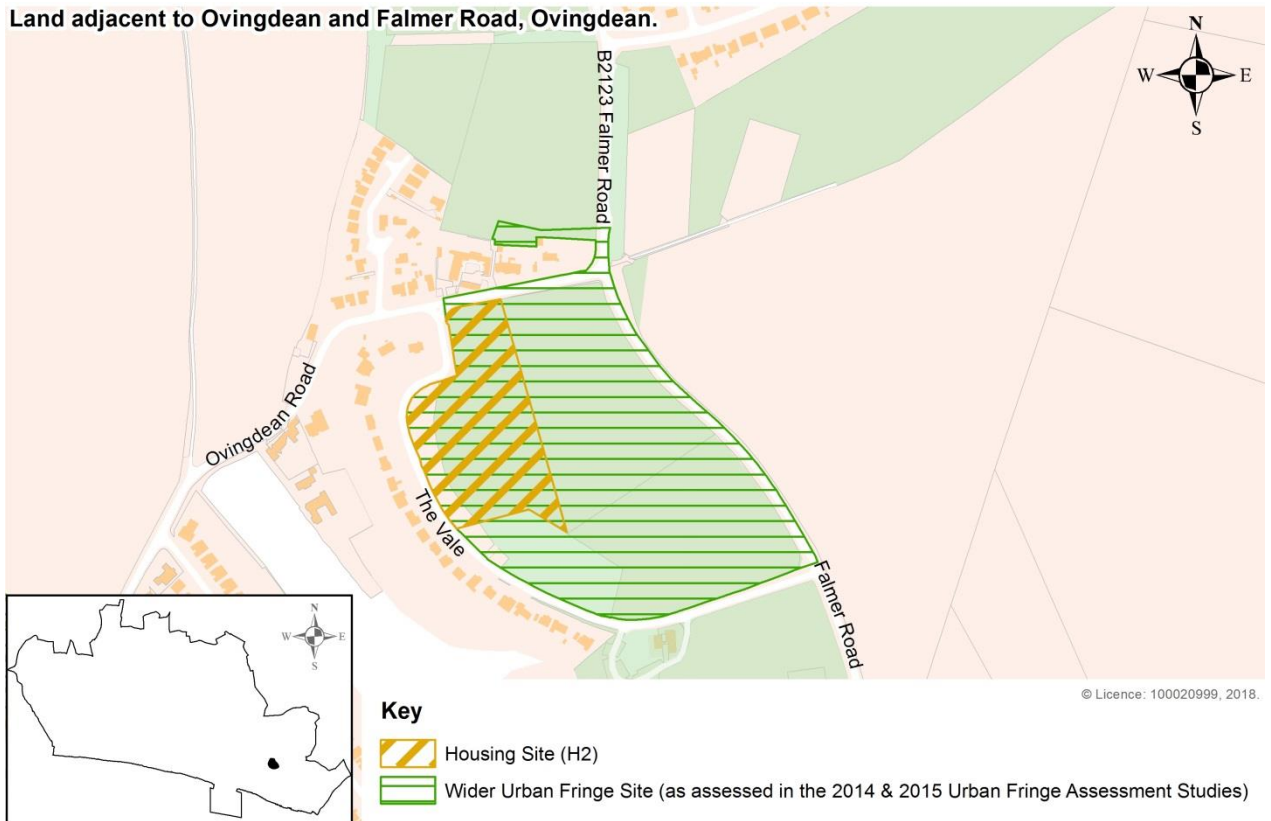 Land adjacent to Ovingdean and Falmer Road, Ovingdean.
B2123 Falmer Road
N
W E
S
Ovingdean Road
The Vale
Falmer Road
N
W E
S
© Licence: 100020999, 2018.
Key
Housing Site (H2)
Wider Urban Fringe Site (as assessed in the 2014 & 2015 Urban Fringe Assessment Studies)